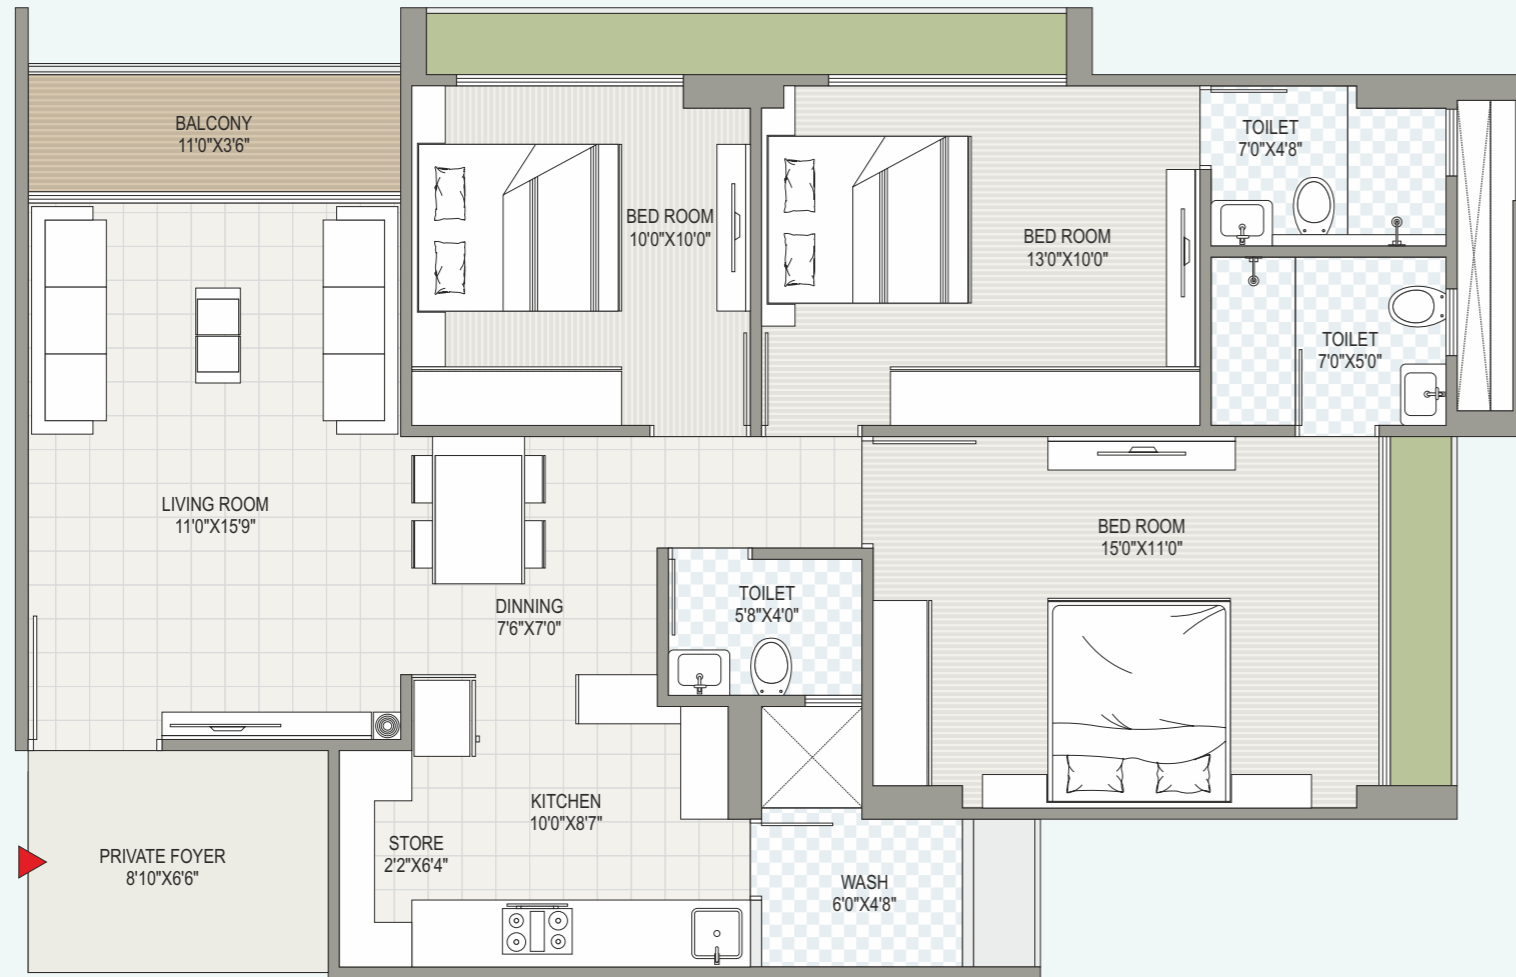 BALCONY
11'0"X3'6"
BED ROOM
10'0"X10'0"
BED ROOM
13'0"X10'0"
TOILET
7'0"X4'8"
TOILET
7'0"X5'0"
LIVING ROOM
11'0"X15'9"
BED ROOM
15'0"X11'0"
DINNING
7'6"X7'0"
TOILET
5'8"X4'0"
KITCHEN
10'0"X8'7"
STORE
2'2"X6'4"
PRIVATE FOYER
8'10"X6'6"
WASH
6'0"X4'8"